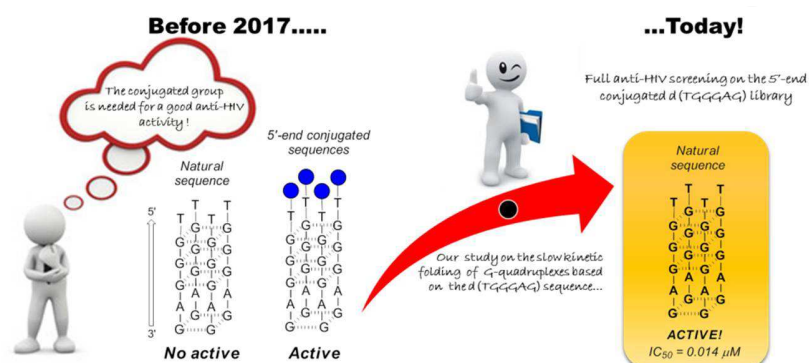 Before 2017.....
The conjugated group
is needed for a good anti-HIV
activity !
Natural
sequence
5'-end conjugated
sequences
5'
3'
T T T T
G G G G
G G G G
G G G G
A A A A
G G G G
No active
T T T T
G G G G
G G G G
G G G G
A A A A
G G G G
Active
Our study on the slow kinetic
folding of G-quadruplexes based
on the d(TGGGAG) sequence...
...Today!
Full anti-HIV screening on the 5'-end
conjugated d(TGGGAG) library
Natural
sequence
T T T T
G G G G
G G G G
G G G G
A A A A
G G G G
ACTIVE!
IC50 = 0.014 µM